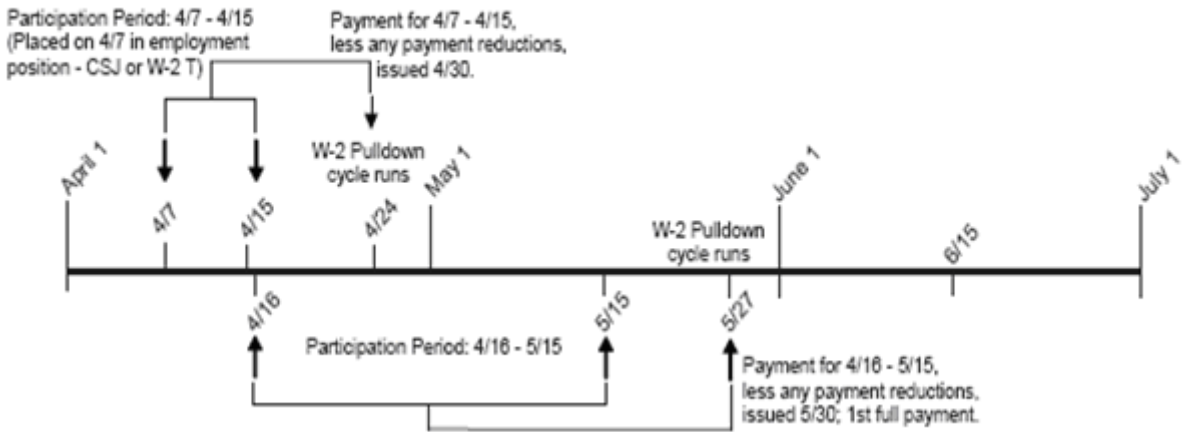 Participation Period: 4/7 - 4/15
(Placed on 4/7 in employment
position - CSJ or W-2 T)
Payment for 4/7 - 4/15,
less any payment reductions,
issued 4/30.
W-2 Pulldown
cycle runs
April 1
4/7
4/15
4/24
May 1
W-2 Pulldown
cycle runs
June 1
6/15
July 1
4/16
5/15
5/27
Participation Period: 4/16 - 5/15
Payment for 4/16 - 5/15,
less any payment reductions,
issued 5/30; 1st full payment.